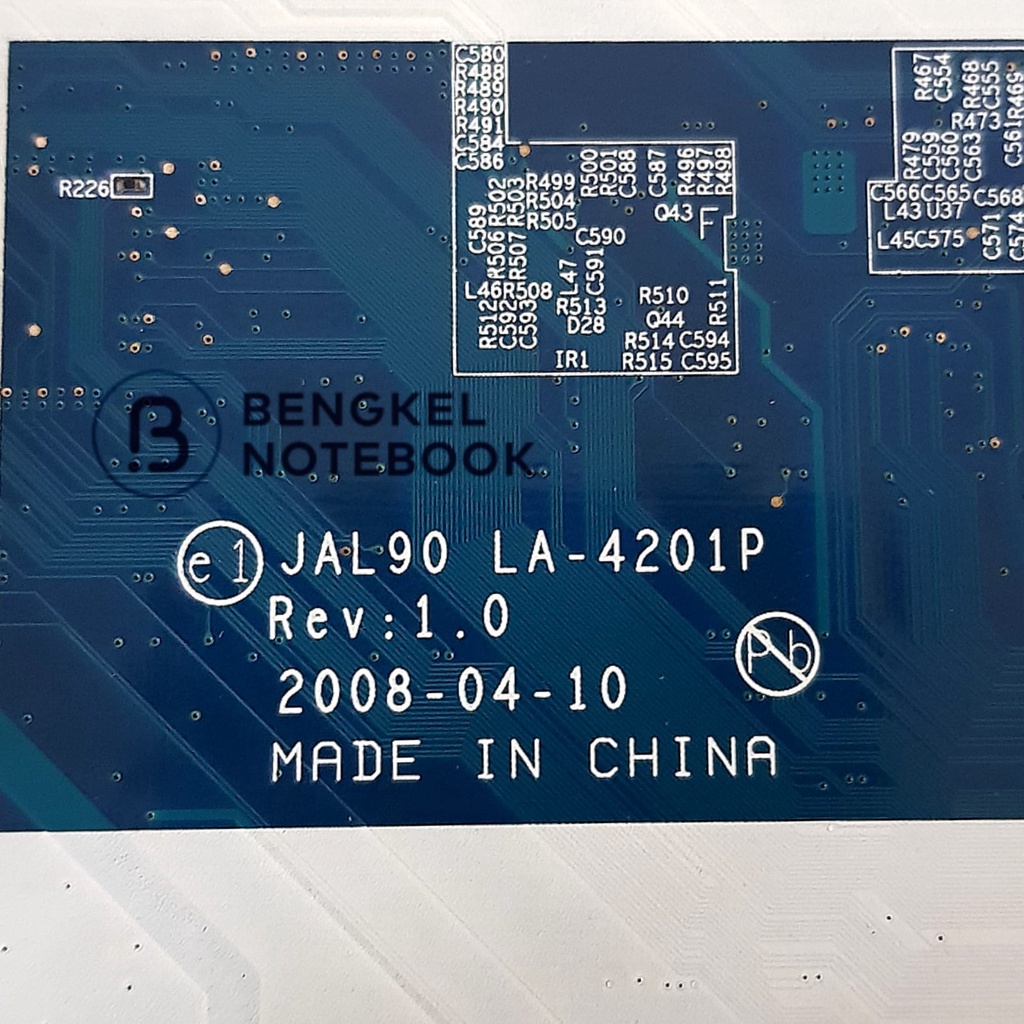 C580
R488
R489
R490
R491
C584
C586
R226
R499
R504
R505
R502
R503
C589
R506
R507
R500
R501
C588
C587
R496
R497
R498
Q43
F
C590
L47
C591
L46 R508
R513
D28
R512
C592
C593
IR1
R510
Q44
R511
R514 C594
R515 C595
R467
C554
R468
C555
R469
R473
C561
R479
C559
C560
C563
C566 C565 C568
L43 U37
L45 C575
C571
C574
B
BENGKEL
NOTEBOOK
e1 JAL90 LA-4201P
Rev:1.0
Pb
2008-04-10
MADE IN CHINA